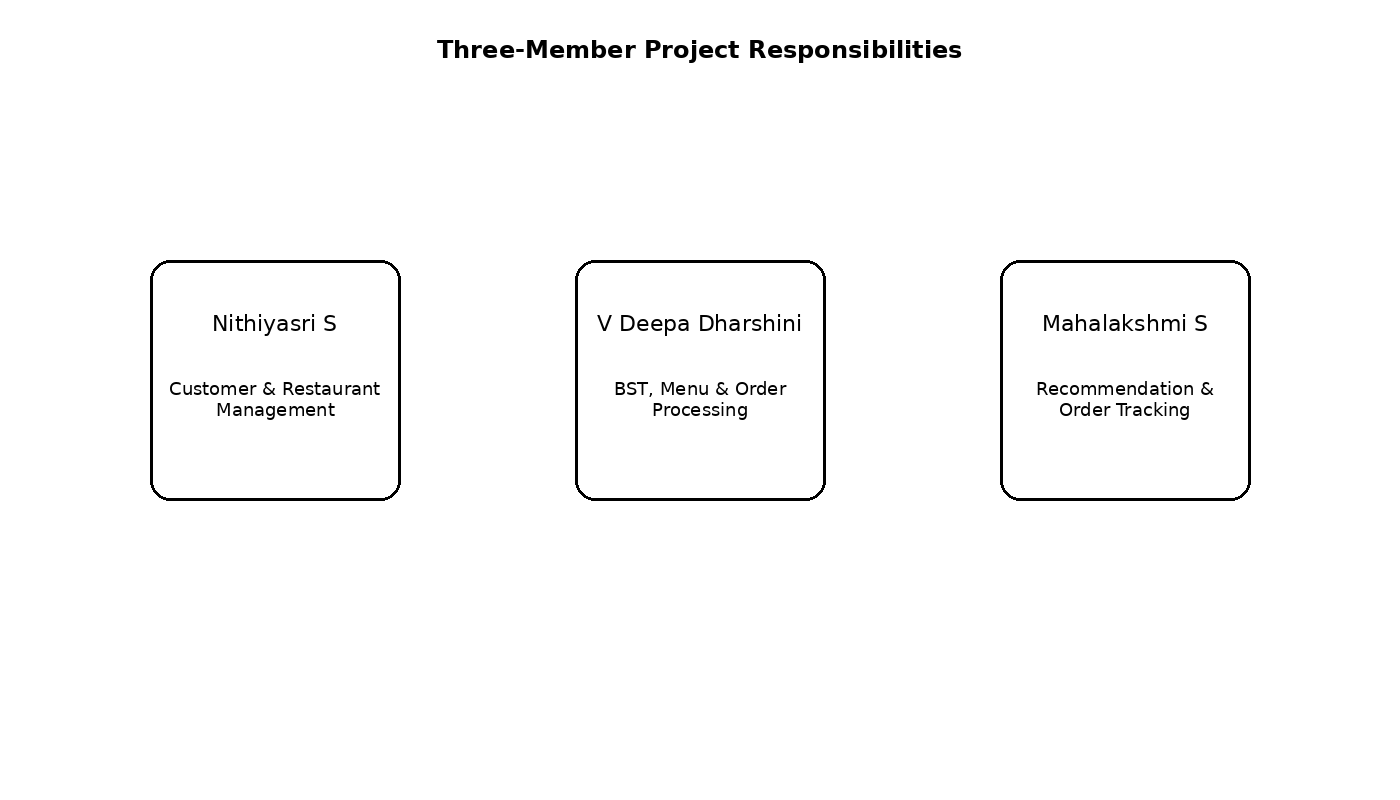 Three-Member Project Responsibilities
Nithiyasri S
Customer & Restaurant
Management
V Deepa Dharshini
BST, Menu & Order
Processing
Mahalakshmi S
Recommendation &
Order Tracking